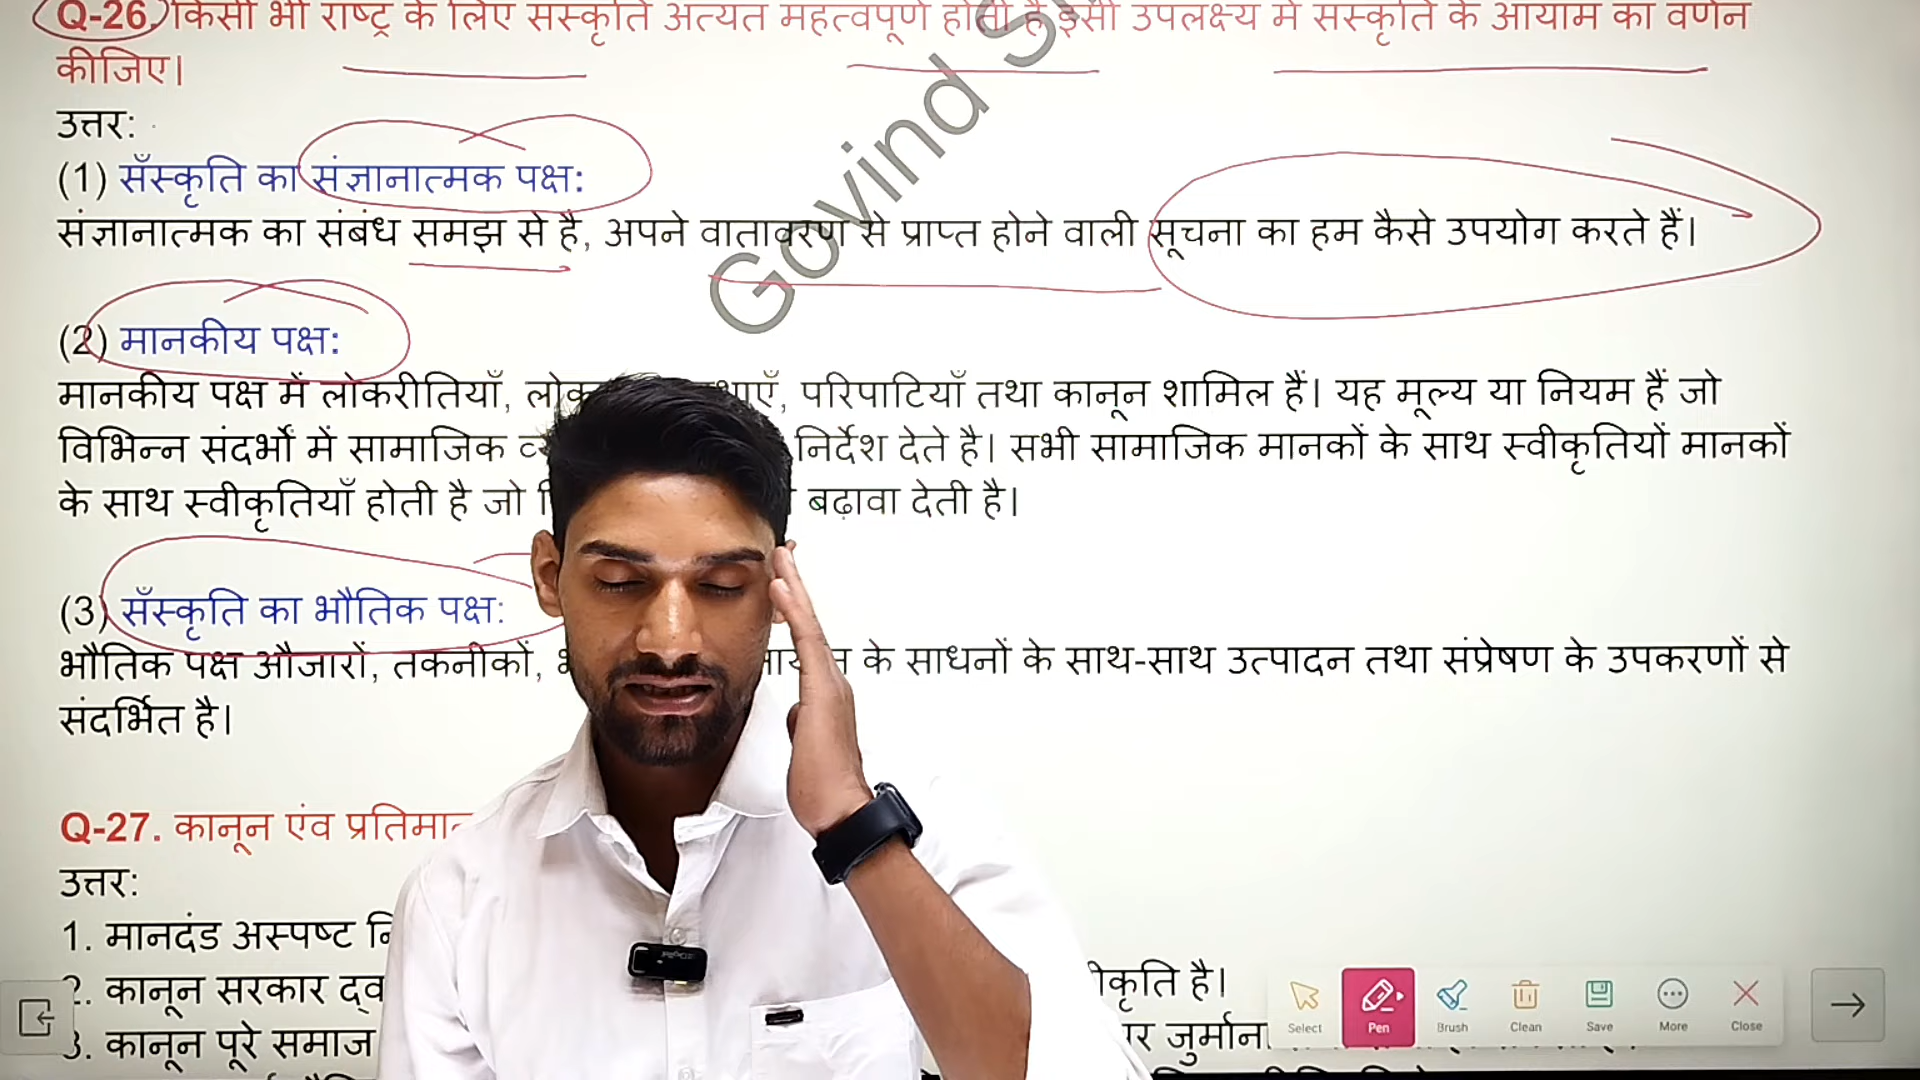 Q-26 किसी भी राष्ट्र के लिए संस्कृति अत्यंत महत्वपूर्ण होती है इसी उपलक्ष्य में संस्कृति के आयाम का वर्णन
कीजिए।
उत्तर:
(1) सँस्कृति का संज्ञानात्मक पक्ष:
संज्ञानात्मक का संबंध समझ से है, अपने वातावरण से प्राप्त होने वाली सूचना का हम कैसे उपयोग करते हैं।
(2) मानकीय पक्ष:
मानकीय पक्ष में लोकरीतियाँ, परिपाटियाँ तथा कानून शामिल हैं। यह मूल्य या नियम हैं जो
विभिन्न संदर्भों में सामाजिक निर्देश देते है। सभी सामाजिक मानकों के साथ स्वीकृतियों मानकों
के साथ स्वीकृतियाँ होती है जो बढ़ावा देती है।
(3) सँस्कृति का भौतिक पक्ष:
भौतिक पक्ष औजारों, तकनीकों, के साधनों के साथ-साथ उत्पादन तथा संप्रेषण के उपकरणों से
संदर्भित है।
Q-27. कानून एंव
उत्तर:
1. मानदंड अस्पष्ट
2. कानून सरकार है।
3. कानून पूरे समाज
Govind
Select
Pen
Brush
Clean
Save
More
Close